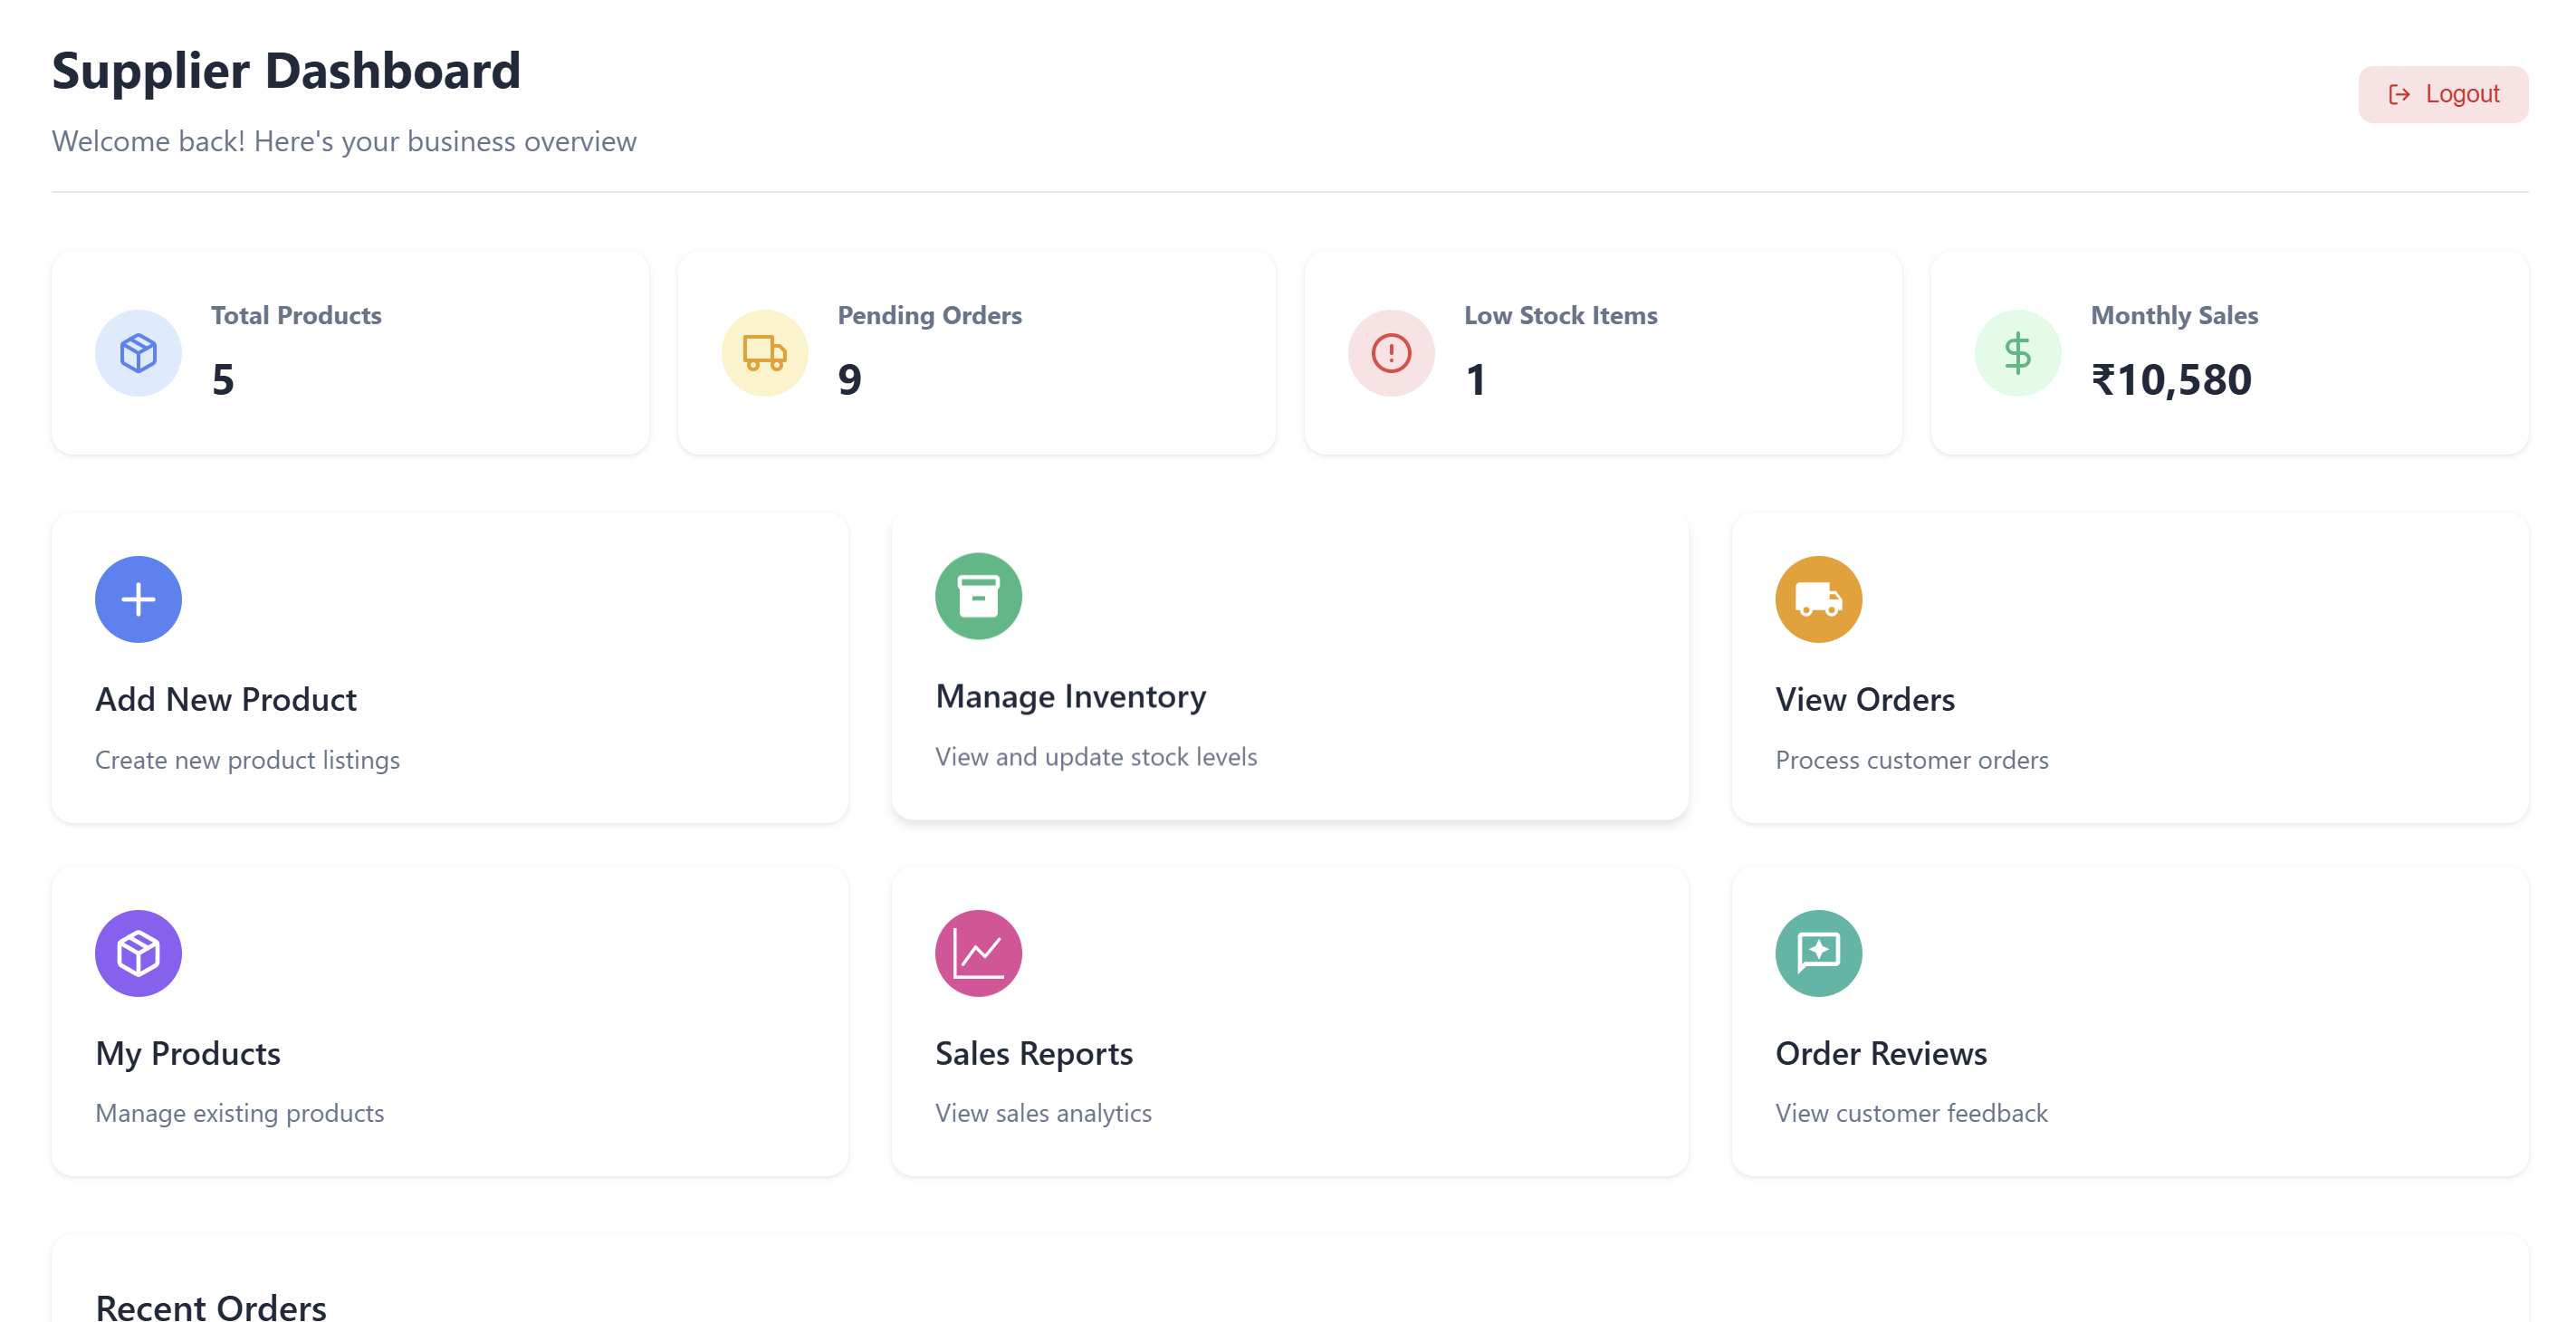 Supplier Dashboard
Welcome back! Here's your business overview
Logout
Total Products
5
Pending Orders
9
Low Stock Items
1
Monthly Sales
₹10,580
Add New Product
Create new product listings
Manage Inventory
View and update stock levels
View Orders
Process customer orders
My Products
Manage existing products
Sales Reports
View sales analytics
Order Reviews
View customer feedback
Recent Orders